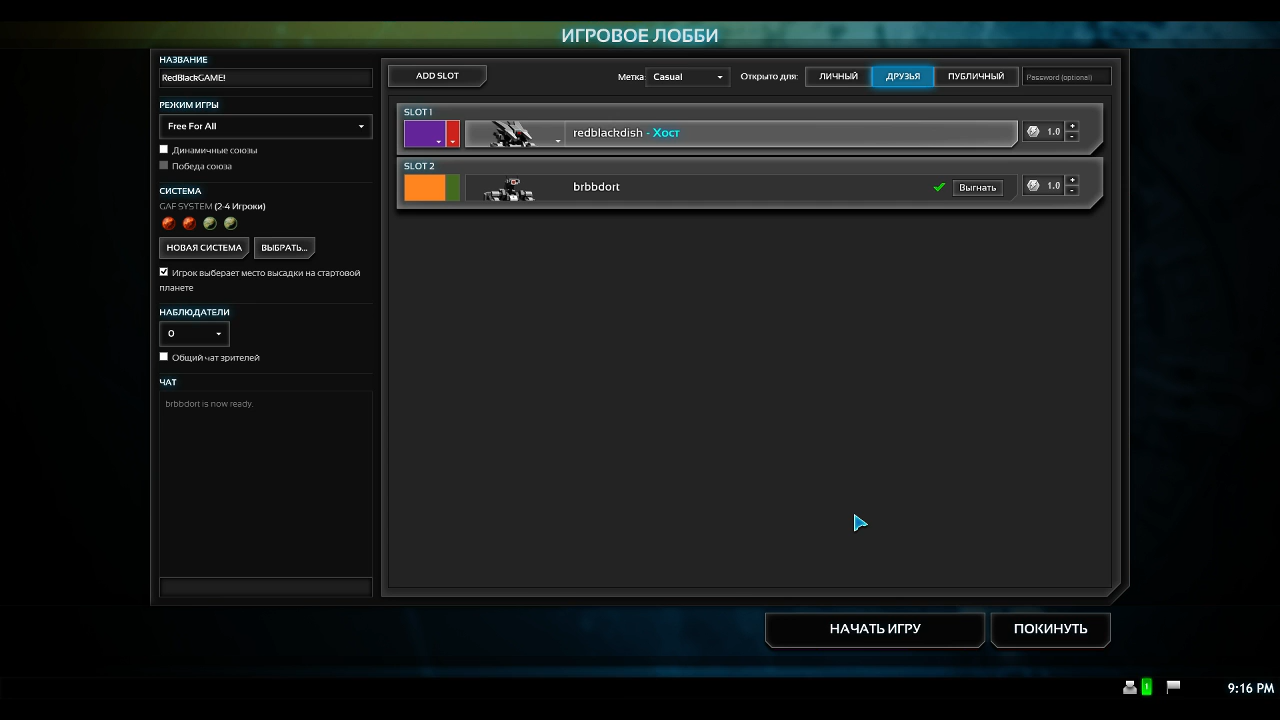 ИГРОВОЕ ЛОББИ
НАЗВАНИЕ
RedBlackGAME!
РЕЖИМ ИГРЫ
Free For All
Динамичные союзы
Победа союза
СИСТЕМА
GAF SYSTEM (2-4 Игроки)
НОВАЯ СИСТЕМА ВЫБРАТЬ...
Игрок выберает место высадки на стартовой
планете
НАБЛЮДАТЕЛИ
0
Общий чат зрителей
ЧАТ
brbbdort is now ready.
ADD SLOT Метка: Casual Открыто для: ЛИЧНЫЙ ДРУЗЬЯ ПУБЛИЧНЫЙ Password (optional)
SLOT 1
redblackdish - Хост 1.0 + -
SLOT 2
brbbdort Выгнать 1.0 + -
НАЧАТЬ ИГРУ ПОКИНУТЬ
9:16 PM